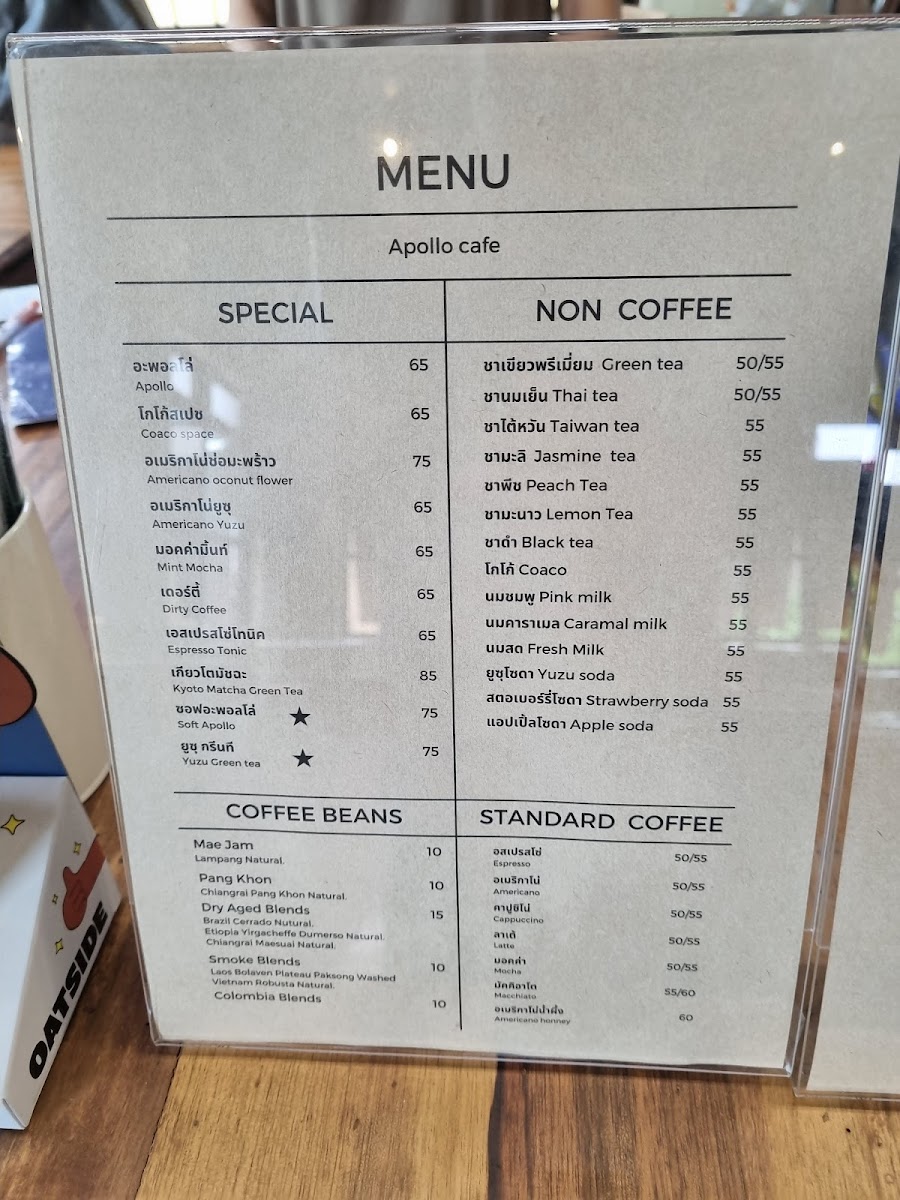 MENU
Apollo cafe
SPECIAL
อะพอลโล่ 65
Apollo
โกโก้สเปซ 65
Coaco space
อเมริกาโน่ช่อมะพร้าว 75
Americano oconut flower
อเมริกาโน่ยูซุ 65
Americano Yuzu
มอคค่ามิ้นท์ 65
Mint Mocha
เดอร์ตี้ 65
Dirty Coffee
เอสเปรสโซ่โทนิค 65
Espresso Tonic
เกียวโตมัชฉะ 85
Kyoto Matcha Green Tea
ซอฟอะพอลโล่ ★ 75
Soft Apollo
ยูซุ กรีนที ★ 75
Yuzu Green tea
NON COFFEE
ชาเขียวพรีเมี่ยม Green tea 50/55
ชานมเย็น Thai tea 50/55
ชาไต้หวัน Taiwan tea 55
ชามะลิ Jasmine tea 55
ชาพีช Peach Tea 55
ชามะนาว Lemon Tea 55
ชาดำ Black tea 55
โกโก้ Coaco 55
นมชมพู Pink milk 55
นมคาราเมล Caramal milk 55
นมสด Fresh Milk 55
ยูซุโซดา Yuzu soda 55
สตอเบอร์รี่โซดา Strawberry soda 55
แอปเปิ้ลโซดา Apple soda 55
COFFEE BEANS
Mae Jam 10
Lampang Natural.
Pang Khon 10
Chiangrai Pang Khon Natural.
Dry Aged Blends 15
Brazil Cerrado Nutural.
Etiopia Yirgacheffe Dumerso Natural.
Chiangrai Maesuai Natural.
Smoke Blends 10
Laos Bolaven Plateau Paksong Washed
Vietnam Robusta Natural.
Colombia Blends 10
STANDARD COFFEE
อสเปรสโซ่ 50/55
Espresso
อเมริกาโน่ 50/55
Americano
คาปูชิโน่ 50/55
Cappuccino
ลาเต้ 50/55
Latte
มอคค่า 50/55
Mocha
มัคคิอาโต 55/60
Macchiato
อเมริกาโน่น้ำผึ้ง 60
Americano honney
OATSIDE